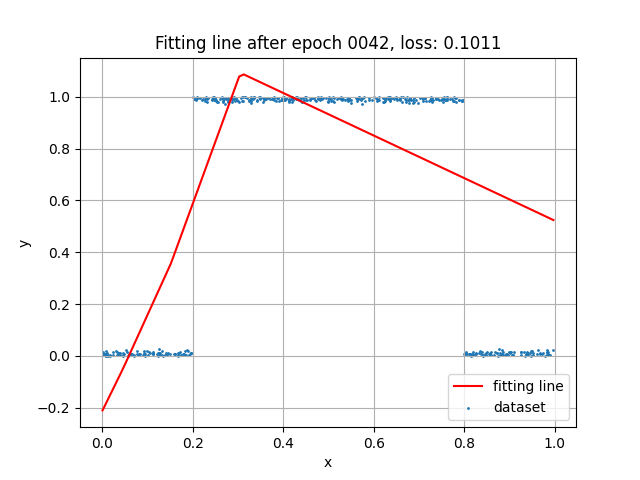 Fitting line after epoch 0042, loss: 0.1011
y
1.0
0.8
0.6
0.4
0.2
0.0
−0.2
0.0 0.2 0.4 0.6 0.8 1.0
x
fitting line
dataset